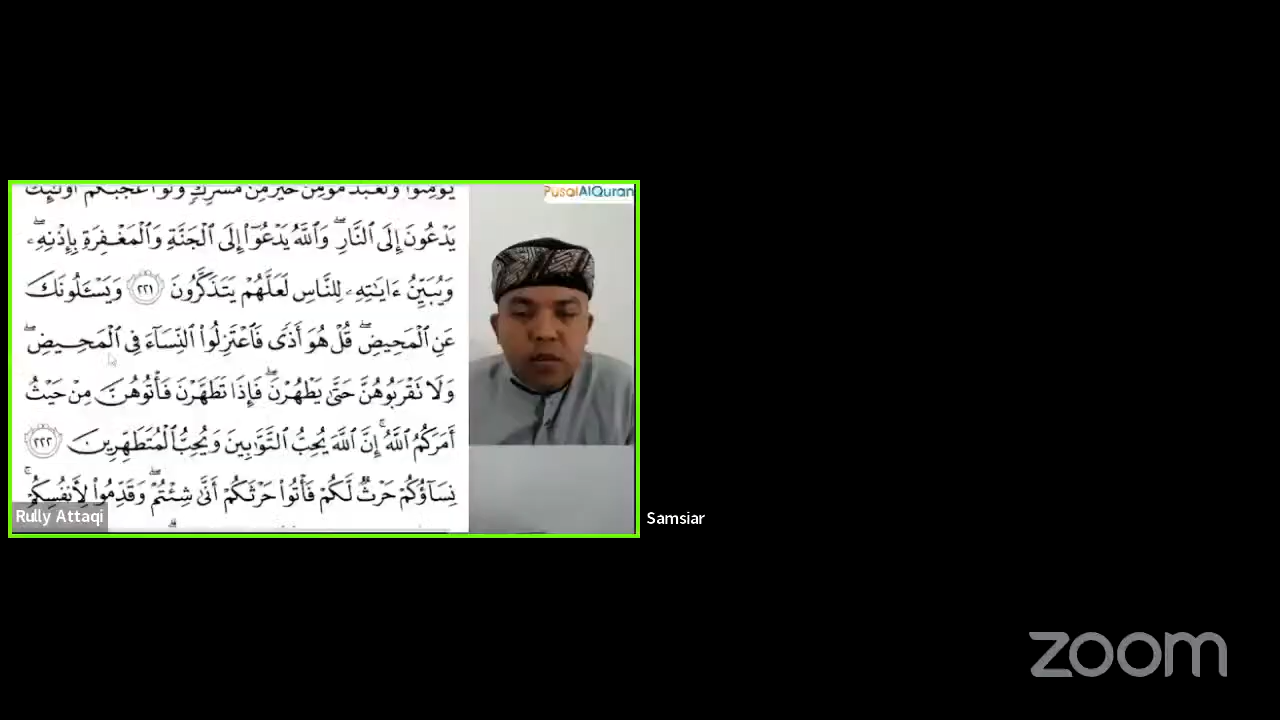 يُؤْمِنُوا۟ وَلَعَبْدٌ مُّؤْمِنٌ خَيْرٌ مِّن مُّشْرِكٍ وَلَوْ أَعْجَبَكُمْ أُو۟لَٰٓئِكَ
يَدْعُونَ إِلَى ٱلنَّارِ ۖ وَٱللَّهُ يَدْعُوٓا۟ إِلَى ٱلْجَنَّةِ وَٱلْمَغْفِرَةِ بِإِذْنِهِۦ ۖ
وَيُبَيِّنُ ءَايَٰتِهِۦ لِلنَّاسِ لَعَلَّهُمْ يَتَذَكَّرُونَ ٢٢١ وَيَسْـَٔلُونَكَ
عَنِ ٱلْمَحِيضِ ۖ قُلْ هُوَ أَذًى فَٱعْتَزِلُوا۟ ٱلنِّسَآءَ فِى ٱلْمَحِيضِ ۖ
وَلَا تَقْرَبُوهُنَّ حَتَّىٰ يَطْهُرْنَ ۖ فَإِذَا تَطَهَّرْنَ فَأْتُوهُنَّ مِنْ حَيْثُ
أَمَرَكُمُ ٱللَّهُ ۚ إِنَّ ٱللَّهَ يُحِبُّ ٱلتَّوَّٰبِينَ وَيُحِبُّ ٱلْمُتَطَهِّرِينَ ٢٢٢
نِسَآؤُكُمْ حَرْثٌ لَّكُمْ فَأْتُوا۟ حَرْثَكُمْ أَنَّىٰ شِئْتُمْ ۖ وَقَدِّمُوا۟ لِأَنفُسِكُمْ ۚ
PusatAlQuran
Rully Attaqi
Samsiar
zoom